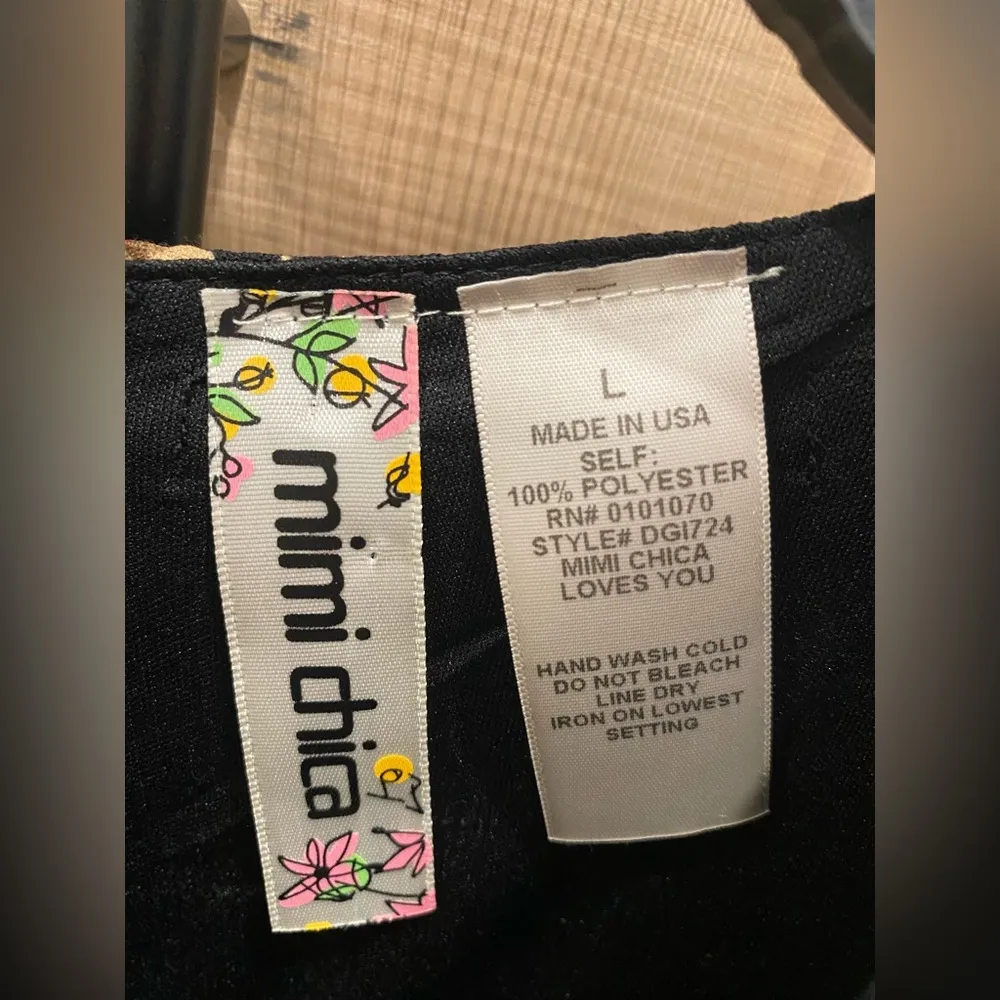 mimi chica
L
MADE IN USA
SELF:
100% POLYESTER
RN# 0101070
STYLE# DGI724
MIMI CHICA
LOVES YOU
HAND WASH COLD
DO NOT BLEACH
LINE DRY
IRON ON LOWEST
SETTING